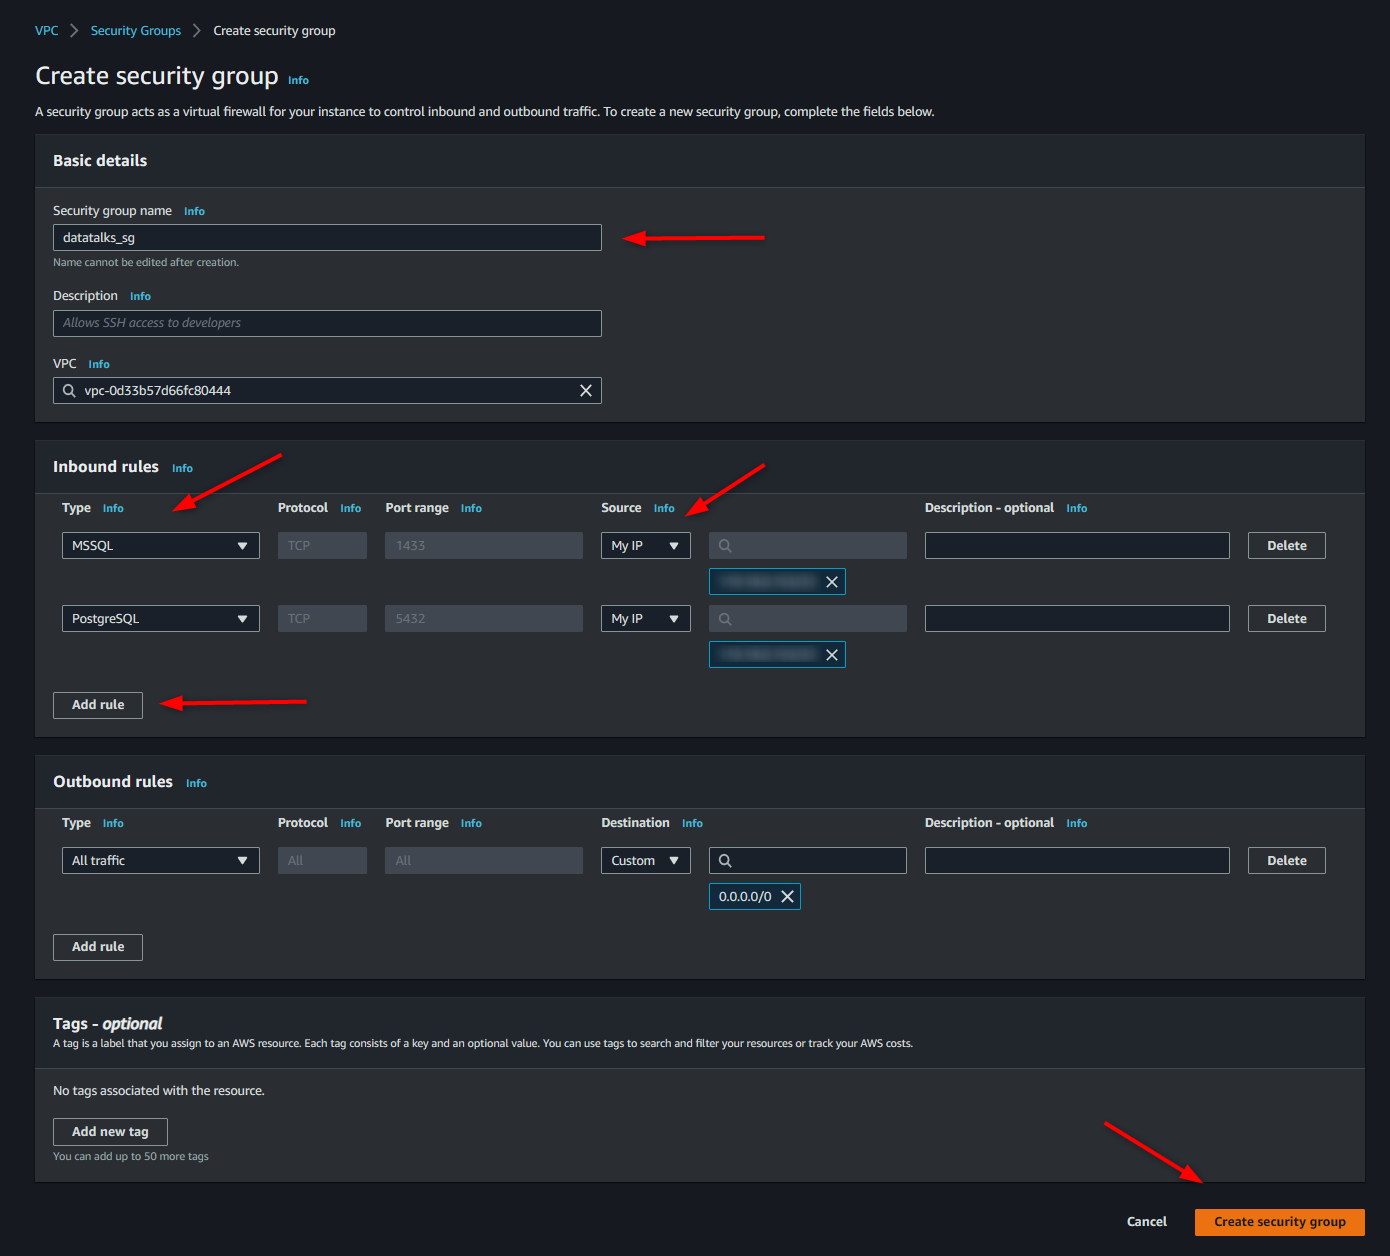 VPC > Security Groups > Create security group
Create security group Info
A security group acts as a virtual firewall for your instance to control inbound and outbound traffic. To create a new security group, complete the fields below.
Basic details
Security group name Info
datatalks_sg
Name cannot be edited after creation.
Description Info
Allows SSH access to developers
VPC Info
vpc-0d33b57d66fc80444
Inbound rules Info
Type Info Protocol Info Port range Info Source Info Description - optional Info
MSSQL TCP 1433 My IP Delete
PostgreSQL TCP 5432 My IP Delete
Add rule
Outbound rules Info
Type Info Protocol Info Port range Info Destination Info Description - optional Info
All traffic All All Custom Delete
0.0.0.0/0
Add rule
Tags - optional
A tag is a label that you assign to an AWS resource. Each tag consists of a key and an optional value. You can use tags to search and filter your resources or track your AWS costs.
No tags associated with the resource.
Add new tag
You can add up to 50 more tags
Cancel Create security group